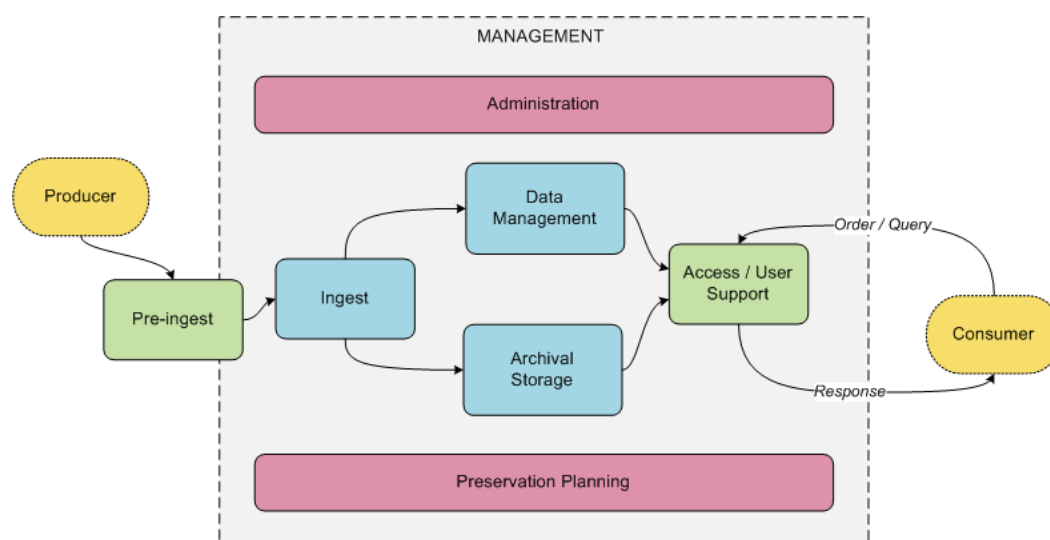 MANAGEMENT
Administration
Producer
Data
Management
Order / Query
Pre-ingest
Ingest
Access / User
Support
Consumer
Archival
Storage
Response
Preservation Planning